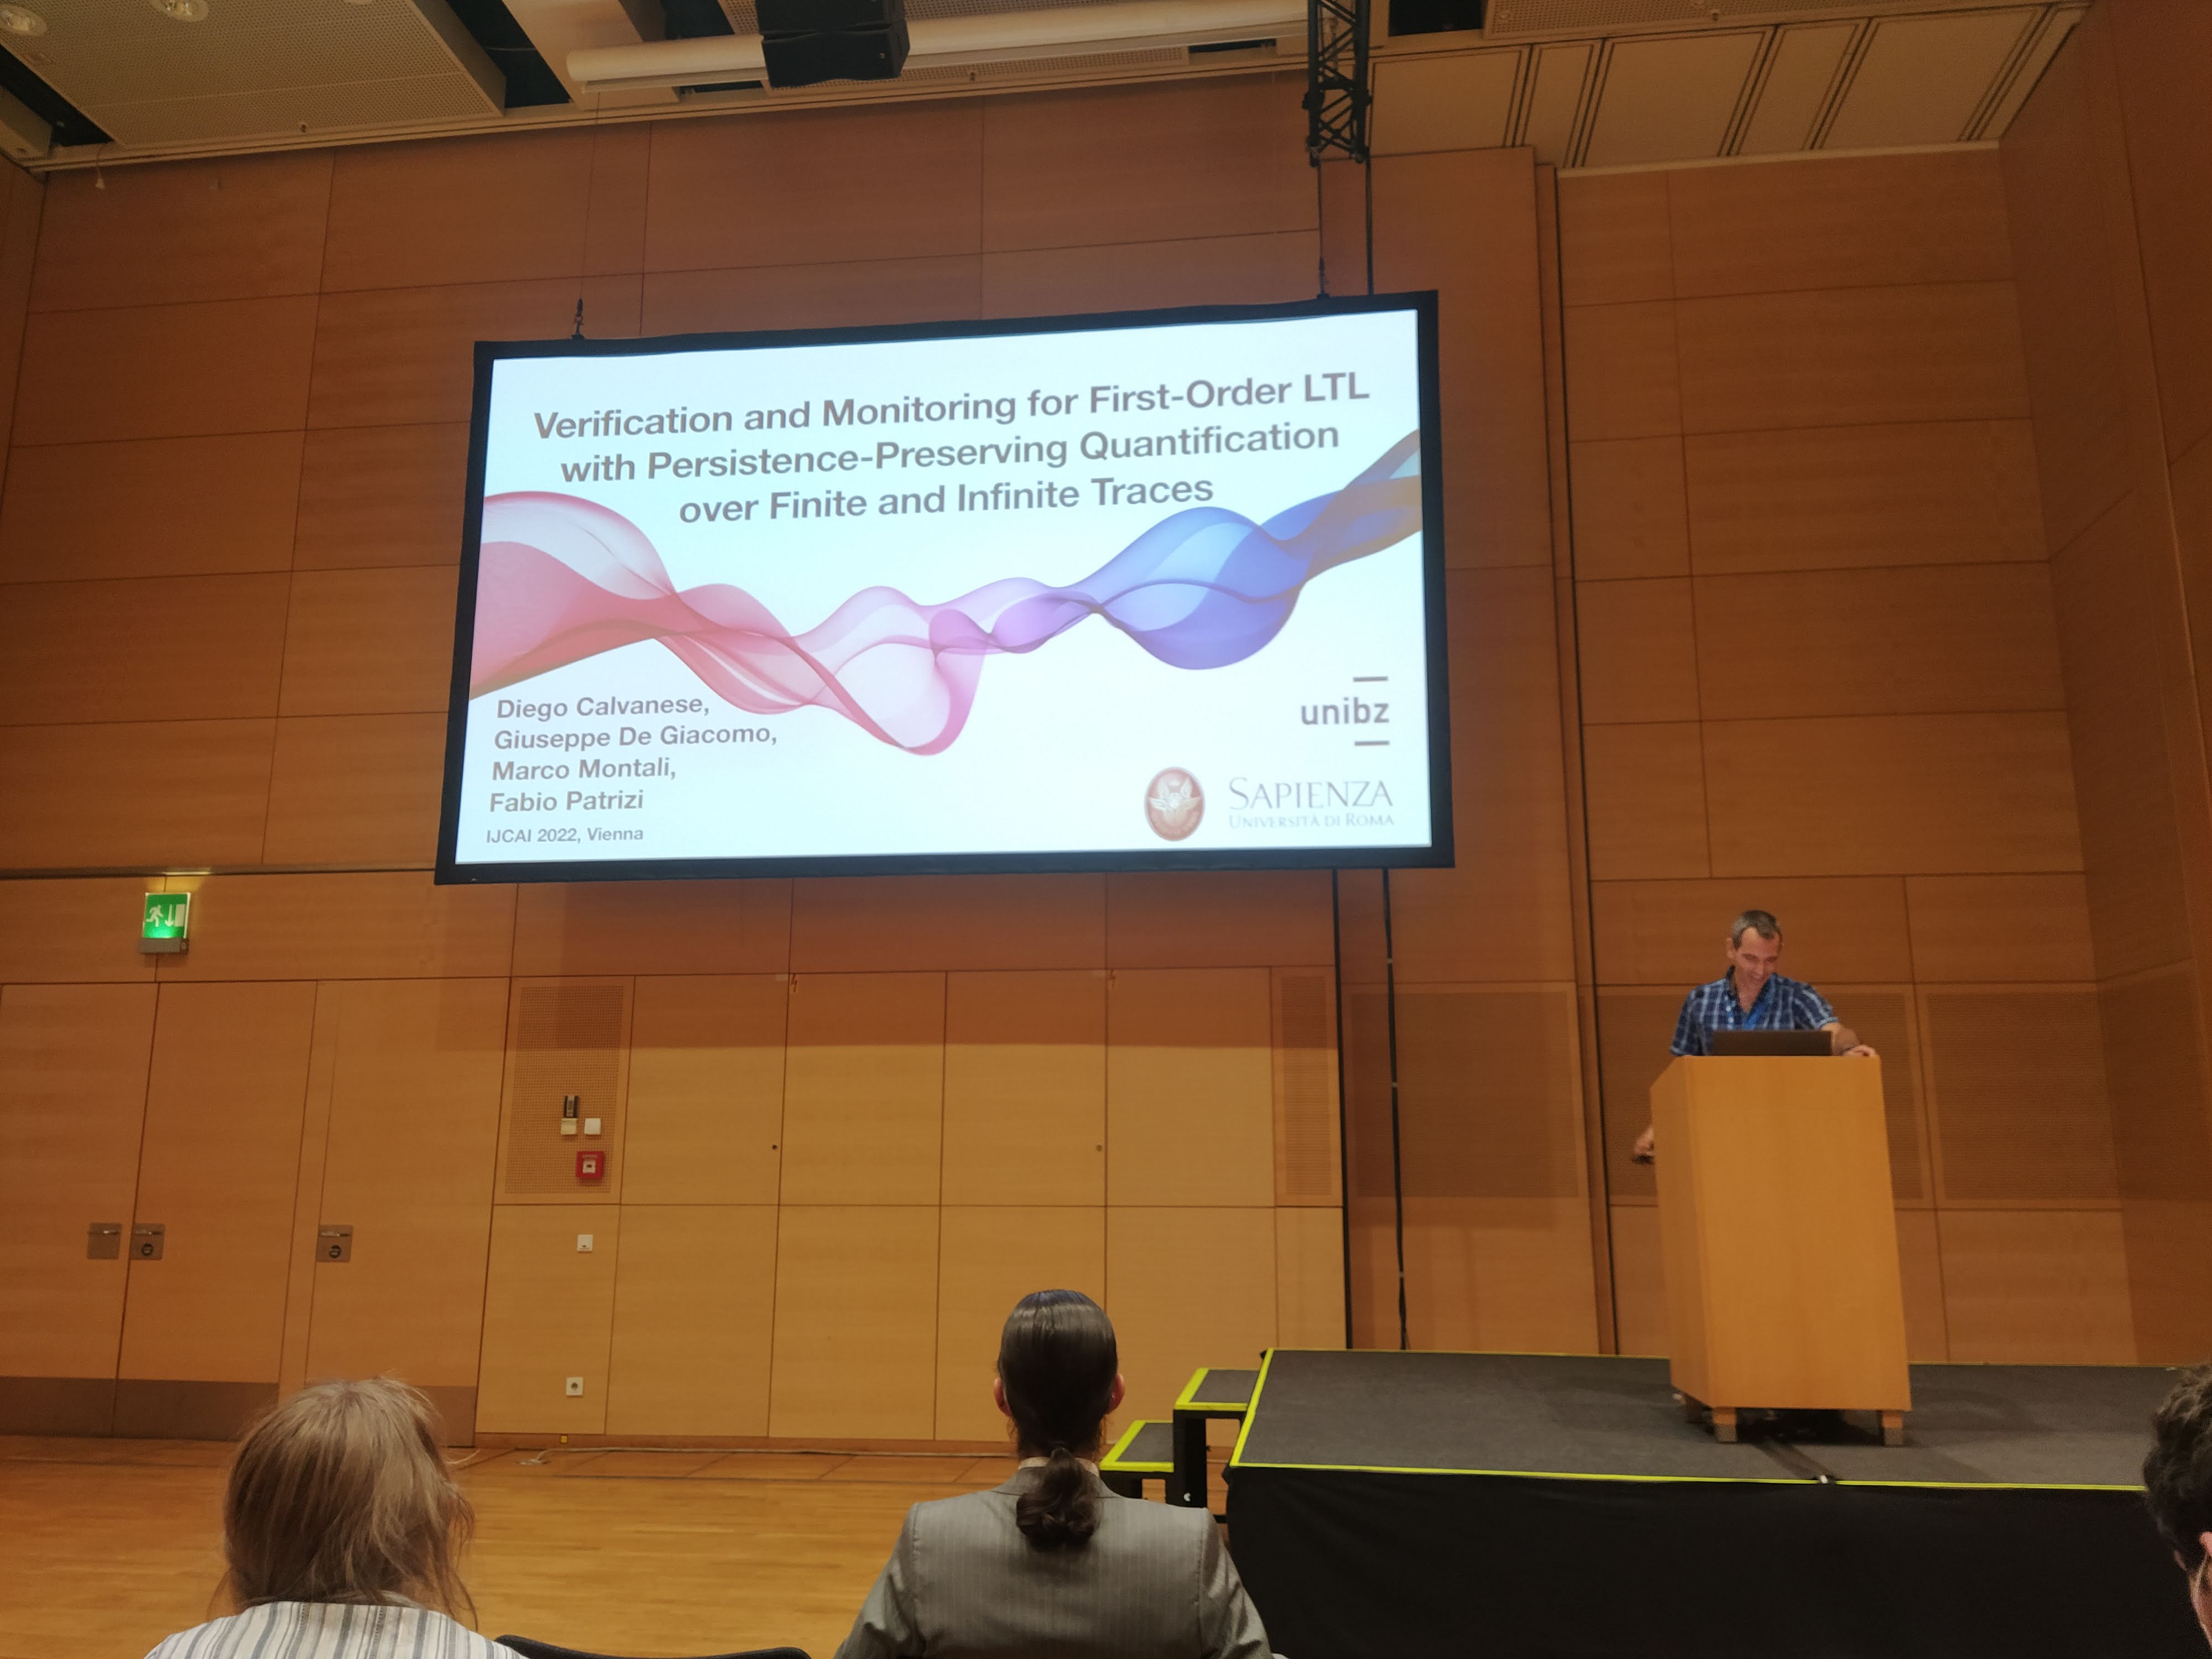 Verification and Monitoring for First-Order LTL
with Persistence-Preserving Quantification
over Finite and Infinite Traces
Diego Calvanese,
Giuseppe De Giacomo,
Marco Montali,
Fabio Patrizi
IJCAI 2022, Vienna
unibz
SAPIENZA
UNIVERSITÀ DI ROMA